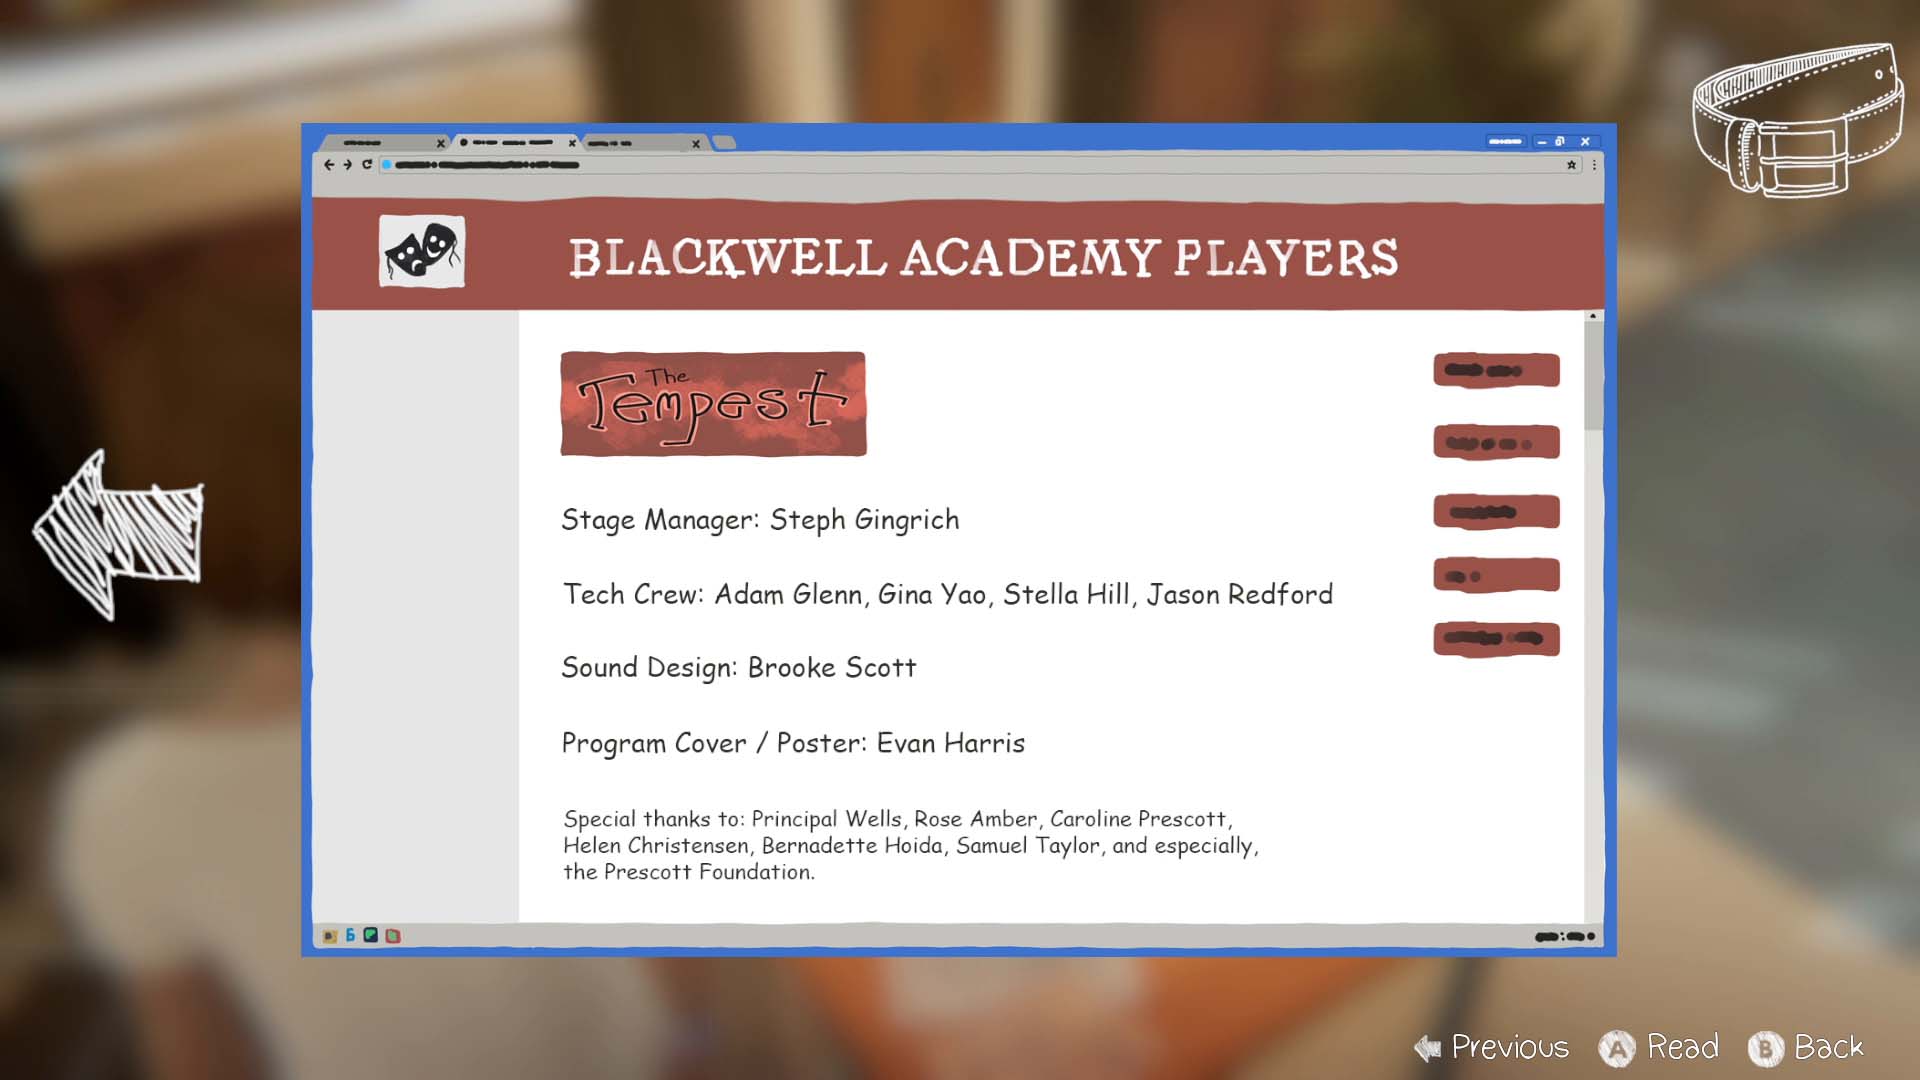 BLACKWELL ACADEMY PLAYERS
The
Tempest
Stage Manager: Steph Gingrich
Tech Crew: Adam Glenn, Gina Yao, Stella Hill, Jason Redford
Sound Design: Brooke Scott
Program Cover / Poster: Evan Harris
Special thanks to: Principal Wells, Rose Amber, Caroline Prescott,
Helen Christensen, Bernadette Hoida, Samuel Taylor, and especially,
the Prescott Foundation.
Previous A Read B Back